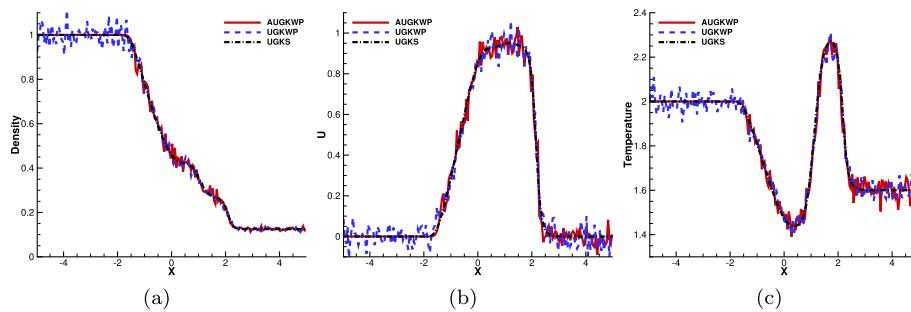 AUGKWP
UGKWP
UGKS
Density
1
0.8
0.6
0.4
0.2
0
-4
-2
0
2
4
X
(a)
AUGKWP
UGKWP
UGKS
U
1
0.8
0.6
0.4
0.2
0
-4
-2
0
2
4
X
(b)
AUGKWP
UGKWP
UGKS
Temperature
2.4
2.2
2
1.8
1.6
1.4
-4
-2
0
2
4
X
(c)